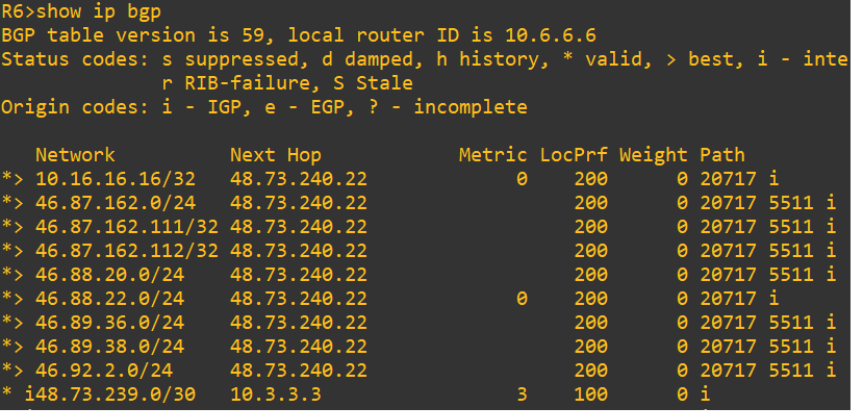 R6>show ip bgp
BGP table version is 59, local router ID is 10.6.6.6
Status codes: s suppressed, d damped, h history, * valid, > best, i - inte
              r RIB-failure, S Stale
Origin codes: i - IGP, e - EGP, ? - incomplete

   Network          Next Hop            Metric LocPrf Weight Path
*> 10.16.16.16/32   48.73.240.22             0    200      0 20717 i
*> 46.87.162.0/24   48.73.240.22                  200      0 20717 5511 i
*> 46.87.162.111/32 48.73.240.22                  200      0 20717 5511 i
*> 46.87.162.112/32 48.73.240.22                  200      0 20717 5511 i
*> 46.88.20.0/24    48.73.240.22                  200      0 20717 5511 i
*> 46.88.22.0/24    48.73.240.22             0    200      0 20717 i
*> 46.89.36.0/24    48.73.240.22                  200      0 20717 5511 i
*> 46.89.38.0/24    48.73.240.22                  200      0 20717 5511 i
*> 46.92.2.0/24     48.73.240.22                  200      0 20717 5511 i
* i48.73.239.0/30   10.3.3.3                 3    100      0 i